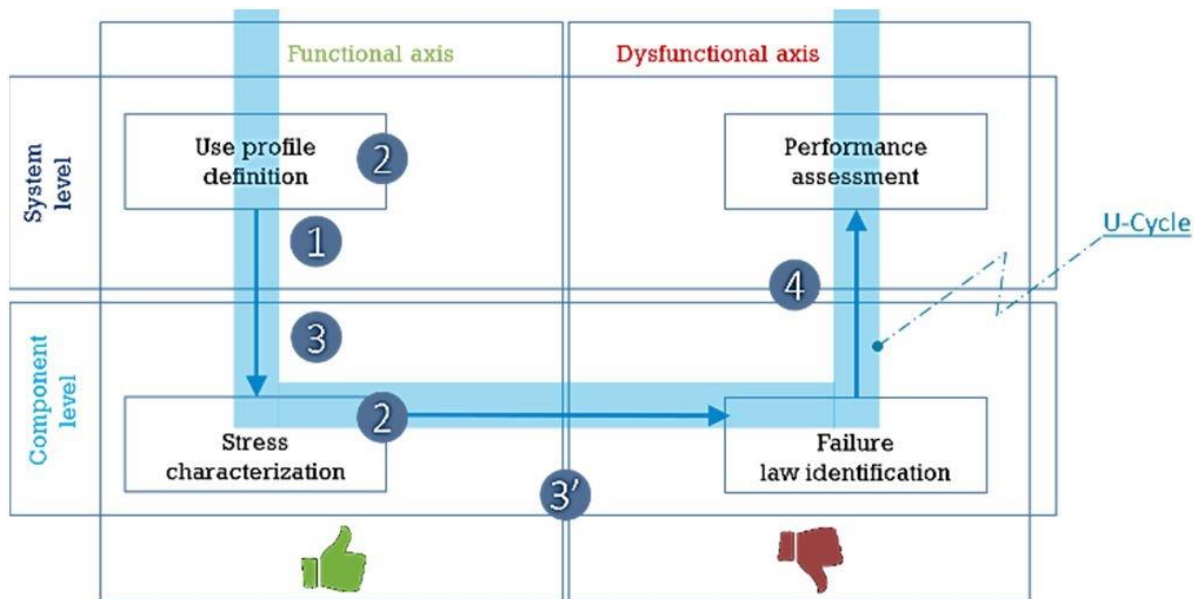 Functional axis
Dysfunctional axis
System
level
Use profile
definition
2
Performance
assessment
U-Cycle
1
4
3
Component
level
2
Stress
characterization
Failure
law identification
3’